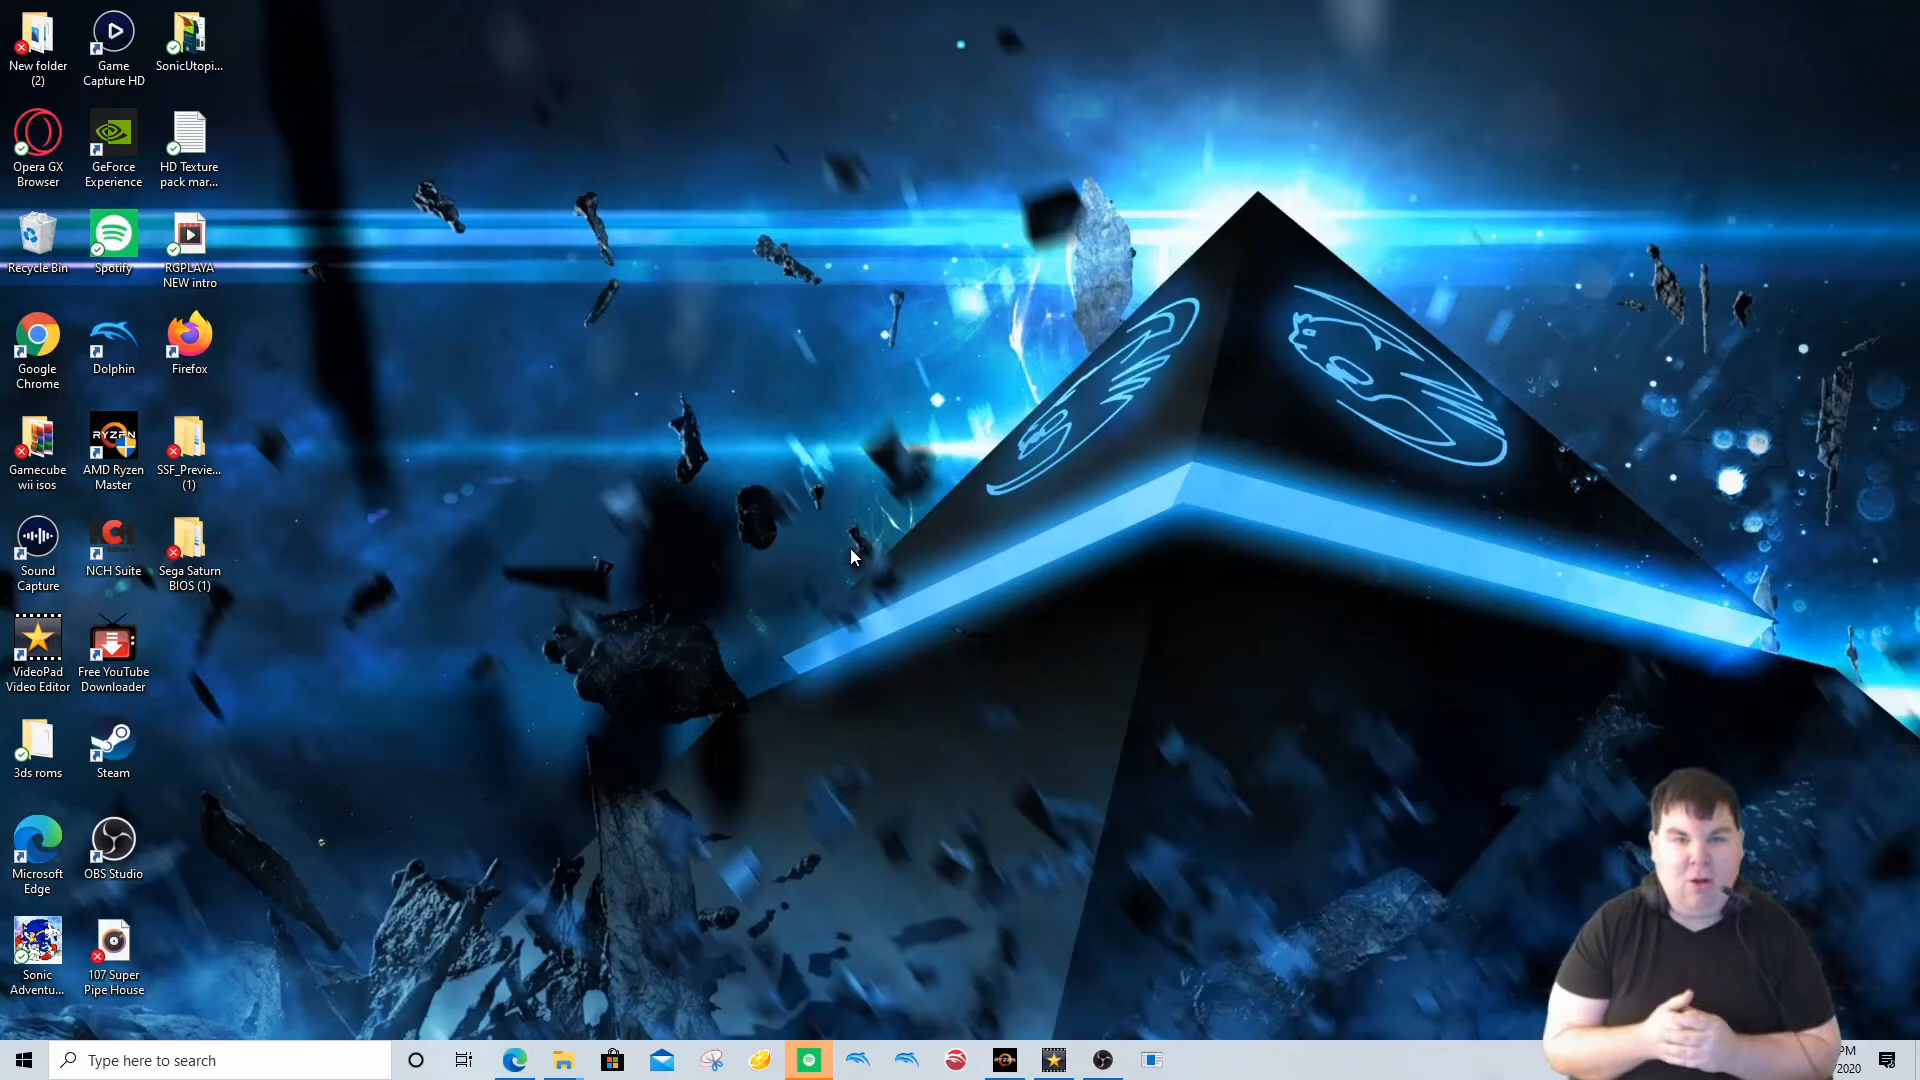 New folder
(2)
Game
Capture HD
SonicUtopi...
Opera GX
Browser
GeForce
Experience
HD Texture
pack mar...
Recycle Bin
Spotify
RGPLAYA
NEW intro
Google
Chrome
Dolphin
Firefox
Gamecube
wii isos
RYZEN
AMD Ryzen
Master
SSF_Previe...
(1)
Sound
Capture
NCH Suite
Sega Saturn
BIOS (1)
VideoPad
Video Editor
Free YouTube
Downloader
3ds roms
Steam
Microsoft
Edge
OBS Studio
Sonic
Adventu...
107 Super
Pipe House
Type here to search
RYZEN
PM
/2020